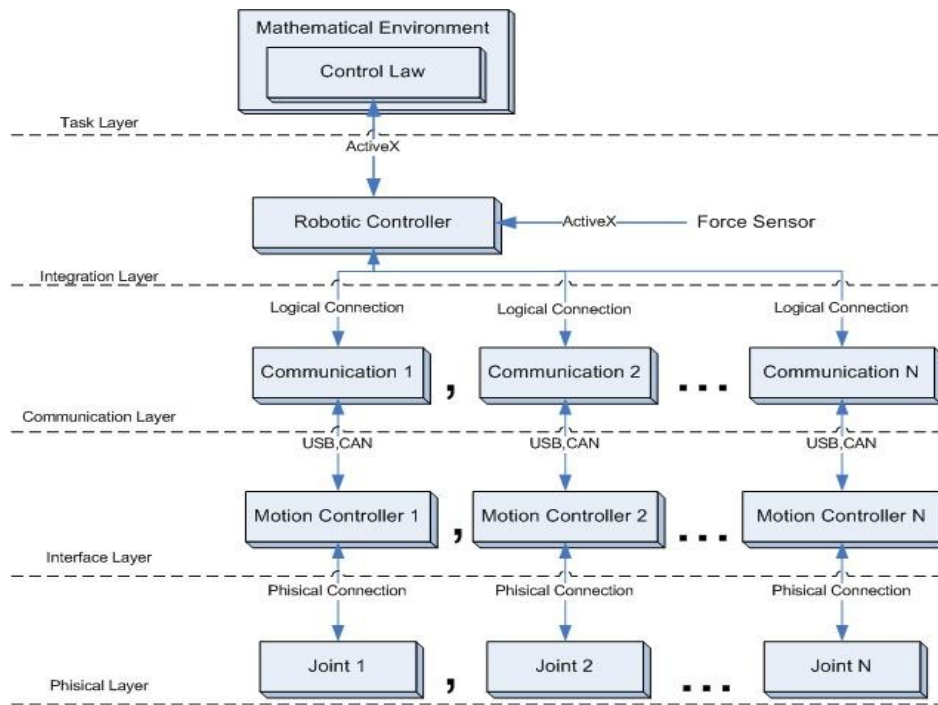 Mathematical Environment
Control Law
Task Layer
ActiveX
Robotic Controller
ActiveX
Force Sensor
Integration Layer
Logical Connection
Logical Connection
Logical Connection
Communication 1
,
Communication 2
...
Communication N
Communication Layer
USB,CAN
USB,CAN
USB,CAN
Motion Controller 1
,
Motion Controller 2
...
Motion Controller N
Interface Layer
Phisical Connection
Phisical Connection
Phisical Connection
Joint 1
,
Joint 2
...
Joint N
Phisical Layer